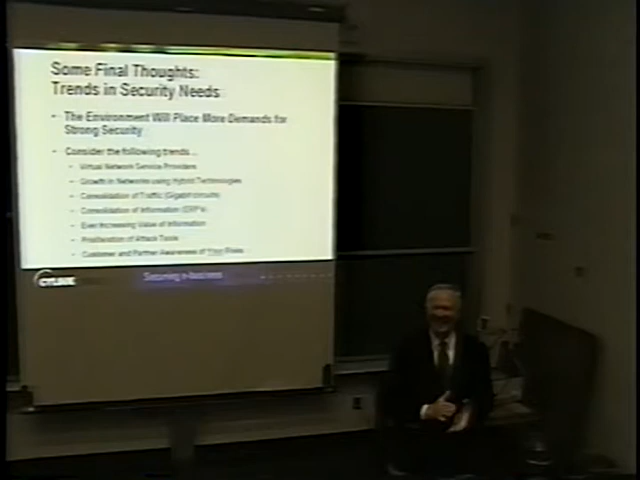 Some Final Thoughts:
Trends in Security Needs
- The Environment Will Place More Demands for
Strong Security
- Consider the following trends...
- Virtual Network Service Providers
- Growth in Networks using Hybrid Technologies
- Consolidation of Traffic (Gigabit circuits)
- Consolidation of Information (ERP's)
- Ever Increasing Value of Information
- Proliferation of Attack Tools
- Customer and Partner Awareness of Your Risks
CYLINK
Securing e-business